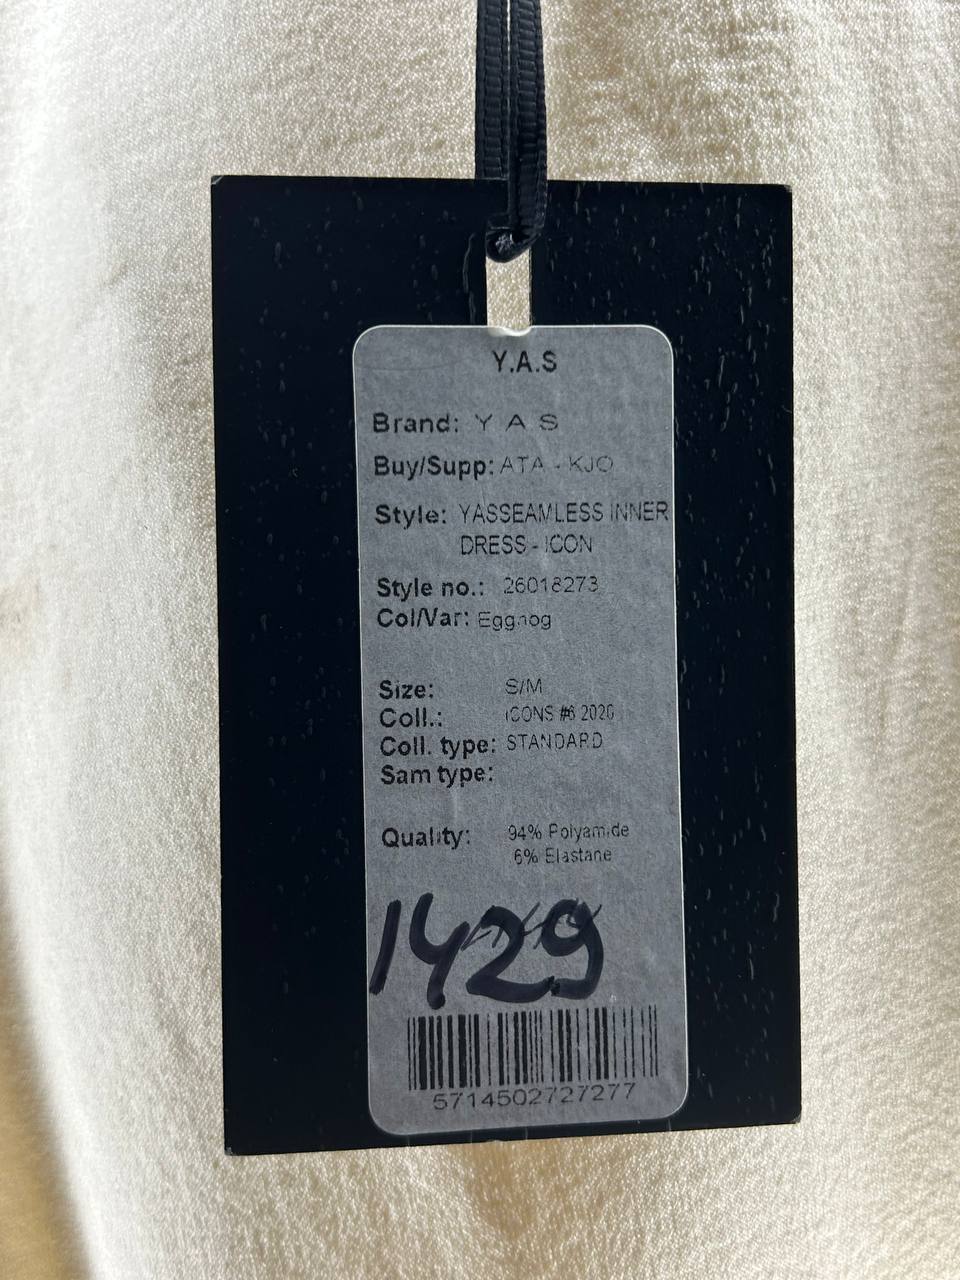 Y.A.S
Brand: Y A S
Buy/Supp: ATA - KJO
Style: YASSEAMLESS INNER
DRESS - ICON
Style no.: 26018273
Col/Var: Eggnog
Size: S/M
Coll.: ICONS #6 2020
Coll. type: STANDARD
Sam type:
Quality: 94% Polyamide
6% Elastane
1429
5714502727277